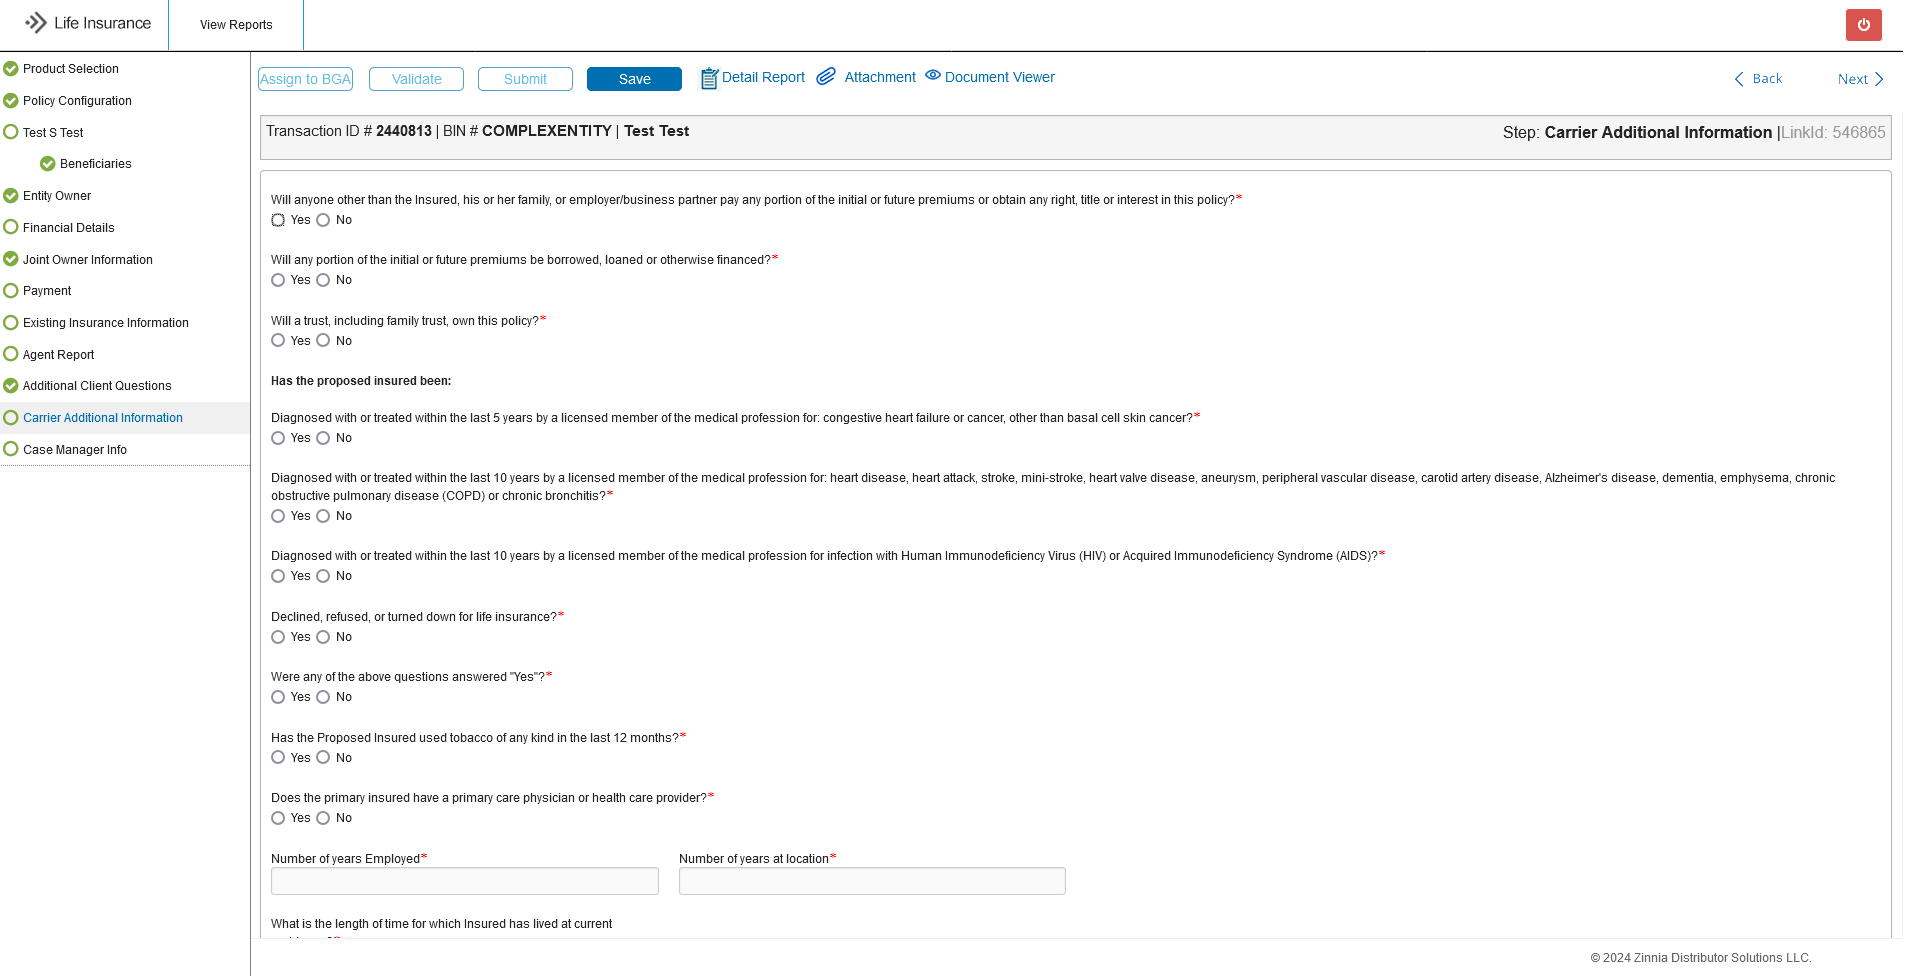 Life Insurance
View Reports
Product Selection
Policy Configuration
Test S Test
Beneficiaries
Entity Owner
Financial Details
Joint Owner Information
Payment
Existing Insurance Information
Agent Report
Additional Client Questions
Carrier Additional Information
Case Manager Info
Assign to BGA Validate Submit Save Detail Report Attachment Document Viewer Back Next
Transaction ID # 2440813 | BIN # COMPLEXENTITY | Test Test
Step: Carrier Additional Information |LinkId: 546865
Will anyone other than the Insured, his or her family, or employer/business partner pay any portion of the initial or future premiums or obtain any right, title or interest in this policy?*
Yes No
Will any portion of the initial or future premiums be borrowed, loaned or otherwise financed?*
Yes No
Will a trust, including family trust, own this policy?*
Yes No
Has the proposed insured been:
Diagnosed with or treated within the last 5 years by a licensed member of the medical profession for: congestive heart failure or cancer, other than basal cell skin cancer?*
Yes No
Diagnosed with or treated within the last 10 years by a licensed member of the medical profession for: heart disease, heart attack, stroke, mini-stroke, heart valve disease, aneurysm, peripheral vascular disease, carotid artery disease, Alzheimer's disease, dementia, emphysema, chronic
obstructive pulmonary disease (COPD) or chronic bronchitis?*
Yes No
Diagnosed with or treated within the last 10 years by a licensed member of the medical profession for infection with Human Immunodeficiency Virus (HIV) or Acquired Immunodeficiency Syndrome (AIDS)?*
Yes No
Declined, refused, or turned down for life insurance?*
Yes No
Were any of the above questions answered "Yes"?*
Yes No
Has the Proposed Insured used tobacco of any kind in the last 12 months?*
Yes No
Does the primary insured have a primary care physician or health care provider?*
Yes No
Number of years Employed* Number of years at location*
What is the length of time for which Insured has lived at current
© 2024 Zinnia Distributor Solutions LLC.